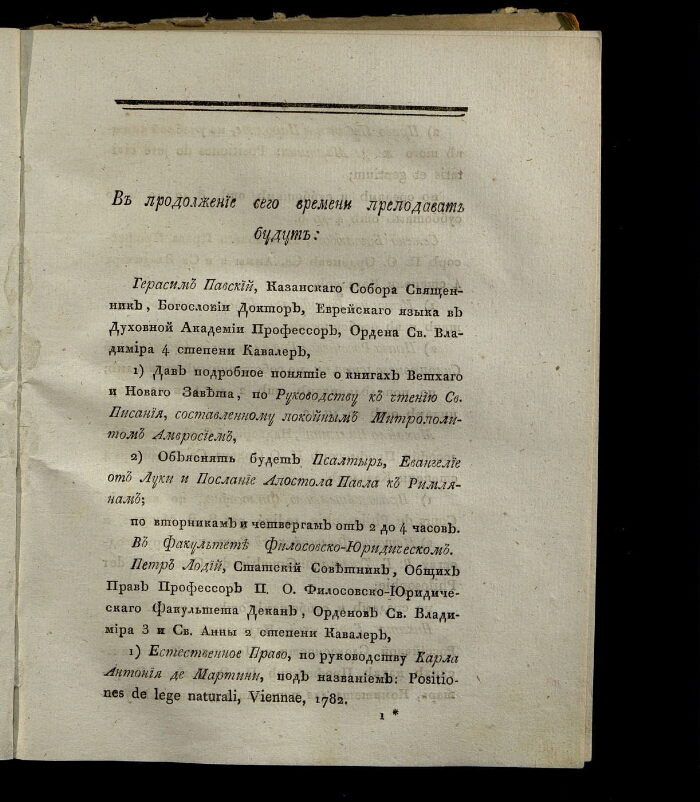 Въ продолженіе сего времени преподавать
будутъ:
Герасимъ Павскій, Казанскаго Собора Священ-
никъ, Богословіи Докторъ, Еврейскаго языка въ
Духовной Академіи Профессоръ, Ордена Св. Вла-
диміра 4 степени Кавалеръ,
1) Давъ подробное понятіе о книгахъ Ветхаго
и Новаго Завѣта, по Руководству къ чтенію Св.
Писанія, составленному покойнымъ Митрополи-
томъ Амвросіемъ,
2) Объяснять будетъ Псалтырь, Евангеліе
отъ Луки и Посланіе Апостола Павла къ Римля-
намъ;
по вторникамъ и четвергамъ отъ 2 до 4 часовъ.
Въ Факультетѣ Философско-Юридическомъ.
Петръ Лодій, Статскій Совѣтникъ, Общихъ
Правъ Профессоръ П. О. Философско-Юридиче-
скаго Факультета Деканъ, Орденовъ Св. Влади-
міра 3 и Св. Анны 2 степени Кавалеръ,
1) Естественное Право, по руководству Карла
Антонія де Мартини, подъ названіемъ: Positio-
nes de lege naturali, Viennae, 1782.
1 *